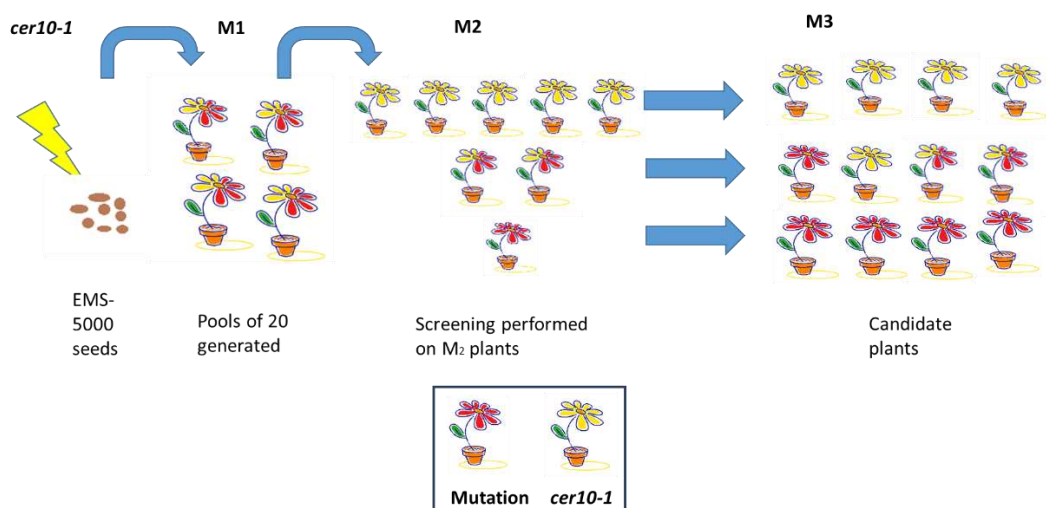 cer10-1
M1
M2
M3
EMS-
5000
seeds
Pools of 20
generated
Screening performed
on M₂ plants
Candidate
plants
Mutation
cer10-1